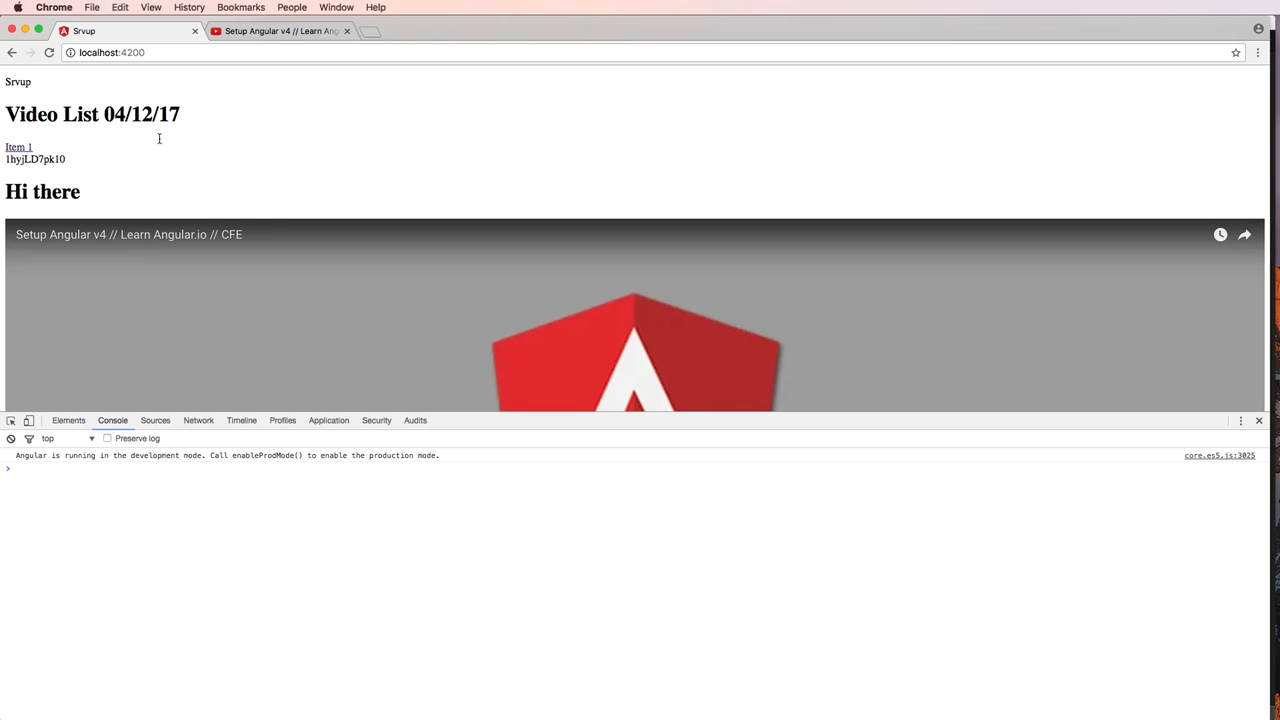 Chrome File Edit View History Bookmarks People Window Help
Srvup
Setup Angular v4 // Learn Ang
localhost:4200
Srvup
Video List 04/12/17
Item 1
1hyjLD7pk10
Hi there
Setup Angular v4 // Learn Angular.io // CFE
Elements Console Sources Network Timeline Profiles Application Security Audits
top Preserve log
Angular is running in the development mode. Call enableProdMode() to enable the production mode. core.es5.js:3025